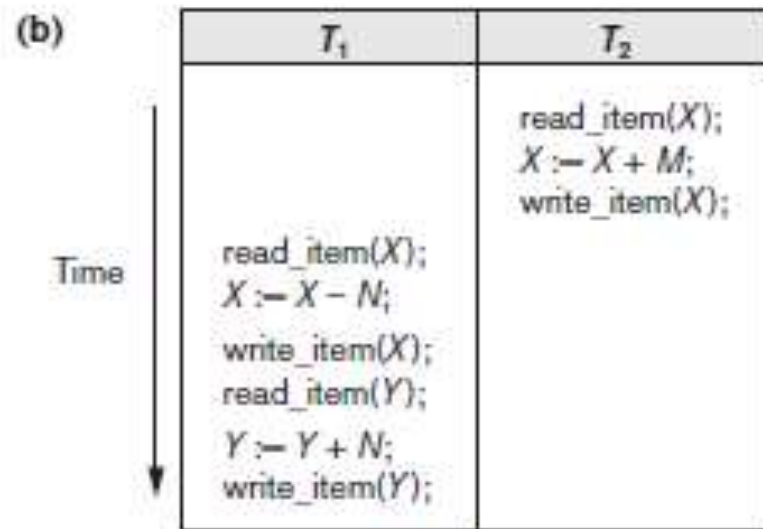 (b)
T₁ T₂
read_item(X);
X := X + M;
write_item(X);
read_item(X);
Time
X := X – N;
write_item(X);
read_item(Y);
Y := Y + N;
write_item(Y);